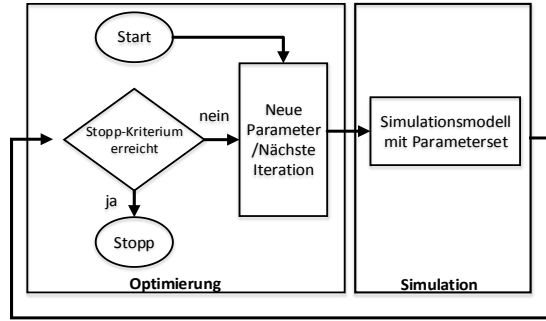 Start
Stopp-Kriterium
erreicht
nein
ja
Stopp
Neue
Parameter
/Nächste
Iteration
Optimierung
Simulationsmodell
mit Parameterset
Simulation